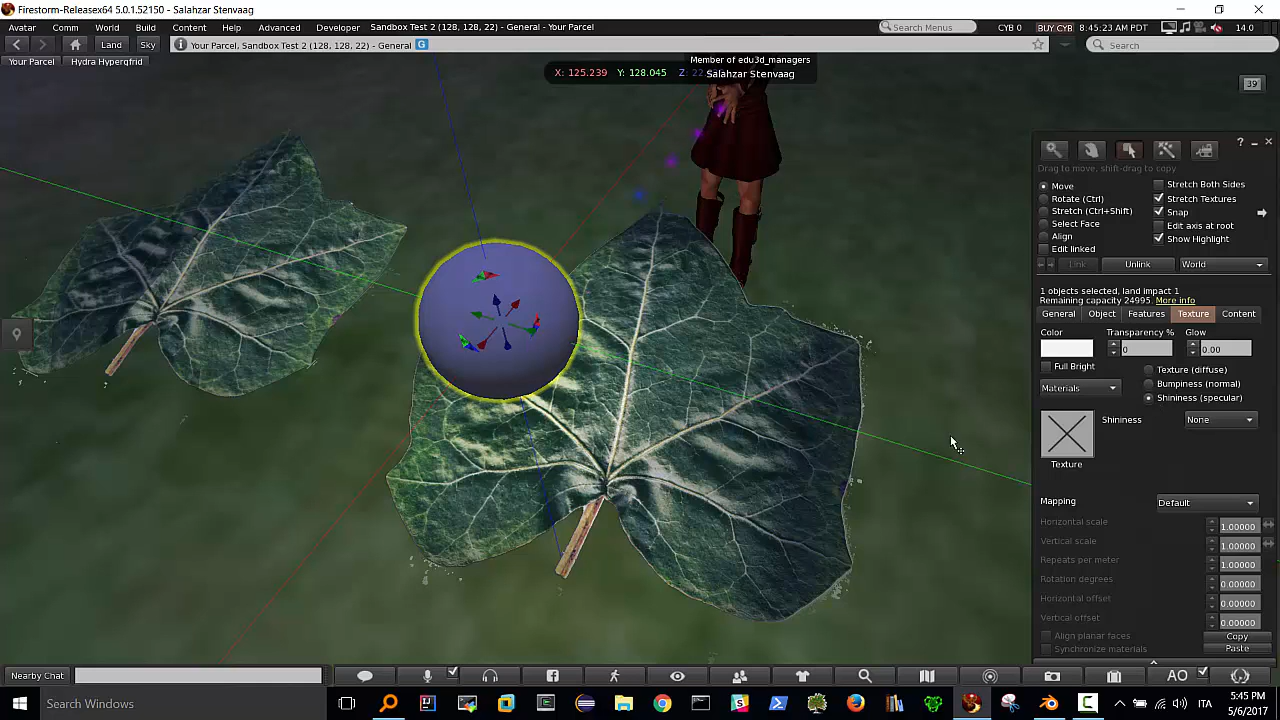 Firestorm-Releasex64 5.0.1.52150 - Salahzar Stenvaag
Avatar Comm World Build Content Help Advanced Developer Sandbox Test 2 (128, 128, 22) - General - Your Parcel Search Menus CYB 0 BUY CYB 8:45:23 AM PDT 14.0
Land Sky Your Parcel, Sandbox Test 2 (128, 128, 22) - General G Search
Your Parcel Hydra Hypergrid
Member of edu3d_managers
X: 125.239 Y: 128.045 Z: 22. Salahzar Stenvaag
39
Drag to move, shift-drag to copy
Move Stretch Both Sides
Rotate (Ctrl) Stretch Textures
Stretch (Ctrl+Shift) Snap
Select Face Edit axis at root
Align Show Highlight
Edit linked
Link Unlink World
1 objects selected, land impact 1
Remaining capacity 24995. More info
General Object Features Texture Content
Color Transparency % Glow
0 0.00
Full Bright Texture (diffuse)
Materials Bumpiness (normal)
Shininess (specular)
Shininess None
Texture
Mapping Default
Horizontal scale 1.00000
Vertical scale 1.00000
Repeats per meter 1.00000
Rotation degrees 0.00000
Horizontal offset 0.00000
Vertical offset 0.00000
Align planar faces Copy
Synchronize materials Paste
Nearby Chat AO
Search Windows ITA 5:45 PM
5/6/2017